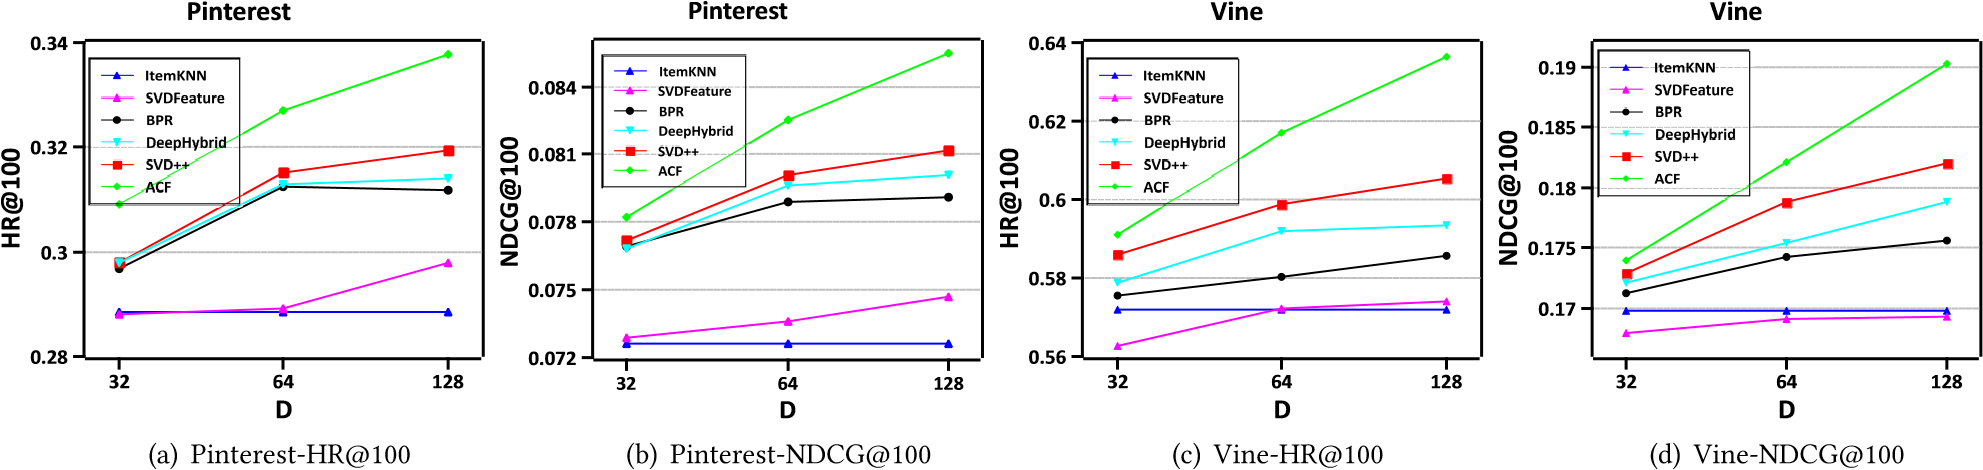 Pinterest
HR@100
0.34
0.32
0.3
0.28
ItemKNN
SVDFeature
BPR
DeepHybrid
SVD++
ACF
32 64 128
D
(a) Pinterest-HR@100
Pinterest
NDCG@100
0.084
0.081
0.078
0.075
0.072
ItemKNN
SVDFeature
BPR
DeepHybrid
SVD++
ACF
32 64 128
D
(b) Pinterest-NDCG@100
Vine
HR@100
0.64
0.62
0.6
0.58
0.56
ItemKNN
SVDFeature
BPR
DeepHybrid
SVD++
ACF
32 64 128
D
(c) Vine-HR@100
Vine
NDCG@100
0.19
0.185
0.18
0.175
0.17
ItemKNN
SVDFeature
BPR
DeepHybrid
SVD++
ACF
32 64 128
D
(d) Vine-NDCG@100